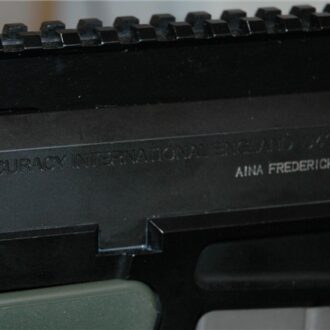 CURACY INTERNATIONAL ENGLAND
AINA FREDERICK